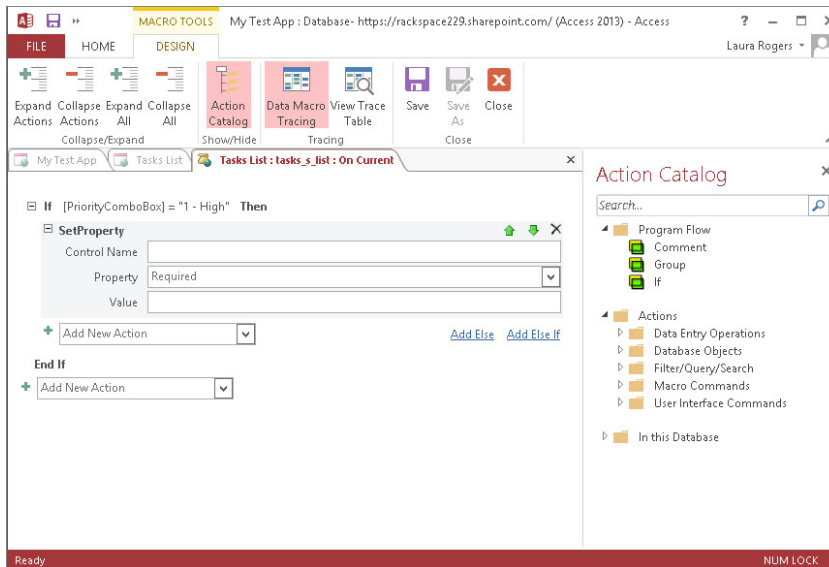 MACRO TOOLS My Test App : Database- https://rackspace229.sharepoint.com/ (Access 2013) - Access ?
FILE HOME DESIGN Laura Rogers
Expand Actions
Collapse Actions
Expand All
Collapse All
Action Catalog
Data Macro Tracing
View Trace Table
Save
Save As
Close
Collapse/Expand Show/Hide Tracing Close
My Test App Tasks List Tasks List : tasks_s_list : On Current
If [PriorityComboBox] = "1 - High" Then
SetProperty
Control Name
Property Required
Value
Add New Action Add Else Add Else If
End If
Add New Action
Action Catalog
Search...
Program Flow
Comment
Group
If
Actions
Data Entry Operations
Database Objects
Filter/Query/Search
Macro Commands
User Interface Commands
In this Database
Ready NUM LOCK